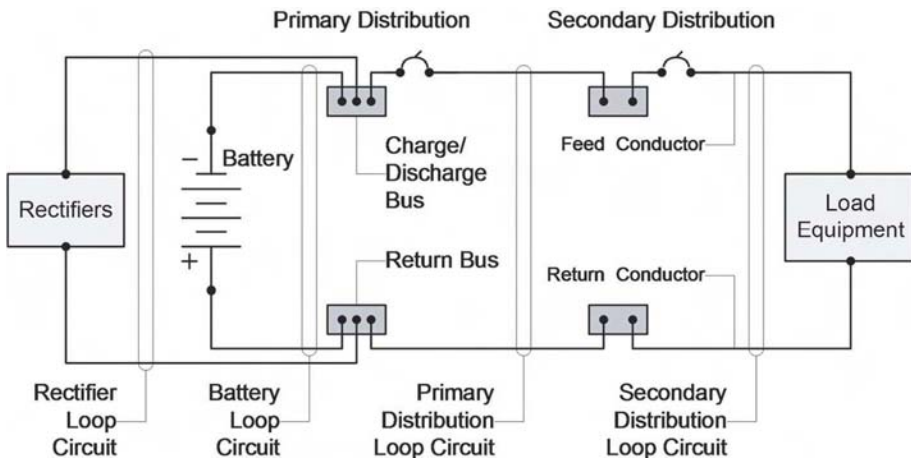 Primary Distribution
Secondary Distribution
− Battery
+
Charge/
Discharge
Bus
Feed Conductor
Rectifiers
Load
Equipment
Return Bus
Return Conductor
Rectifier
Loop
Circuit
Battery
Loop
Circuit
Primary
Distribution
Loop Circuit
Secondary
Distribution
Loop Circuit